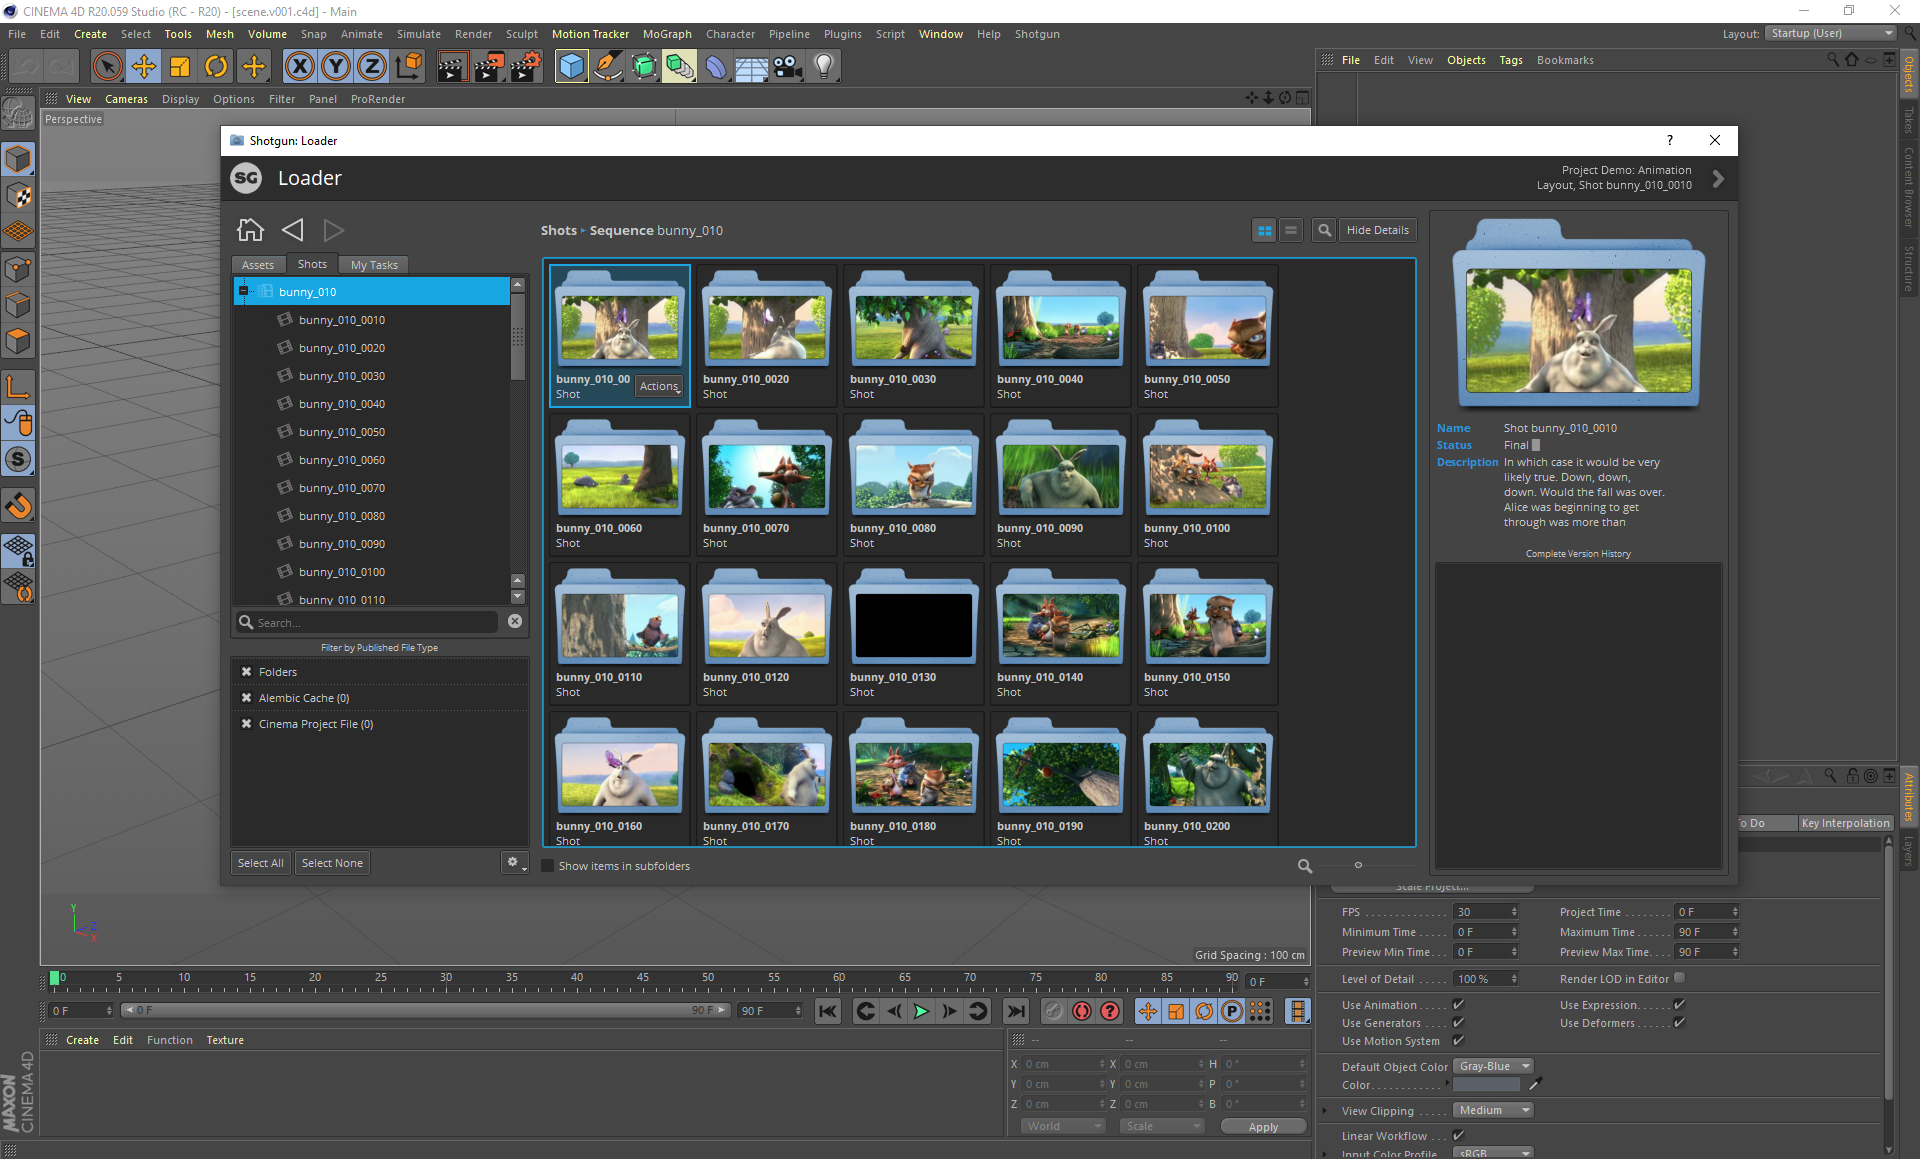 CINEMA 4D R20.059 Studio (RC - R20) - [scene.v001.c4d] - Main
File Edit Create Select Tools Mesh Volume Snap Animate Simulate Render Sculpt Motion Tracker MoGraph Character Pipeline Plugins Script Window Help Shotgun
Layout: Startup (User)
X Y Z
File Edit View Objects Tags Bookmarks
View Cameras Display Options Filter Panel ProRender
Perspective
Objects
Takes
Content Browser
Structure
Shotgun: Loader
?
SG Loader
Project Demo: Animation
Layout, Shot bunny_010_0010
Shots ▸ Sequence bunny_010
Hide Details
Assets Shots My Tasks
bunny_010
bunny_010_0010
bunny_010_0020
bunny_010_0030
bunny_010_0040
bunny_010_0050
bunny_010_0060
bunny_010_0070
bunny_010_0080
bunny_010_0090
bunny_010_0100
bunny_010_0110
Search...
Filter by Published File Type
Folders
Alembic Cache (0)
Cinema Project File (0)
Select All Select None
bunny_010_00 Actions bunny_010_0020 bunny_010_0030 bunny_010_0040 bunny_010_0050
Shot Shot Shot Shot Shot
bunny_010_0060 bunny_010_0070 bunny_010_0080 bunny_010_0090 bunny_010_0100
Shot Shot Shot Shot Shot
bunny_010_0110 bunny_010_0120 bunny_010_0130 bunny_010_0140 bunny_010_0150
Shot Shot Shot Shot Shot
bunny_010_0160 bunny_010_0170 bunny_010_0180 bunny_010_0190 bunny_010_0200
Shot Shot Shot Shot Shot
Show items in subfolders
Name Shot bunny_010_0010
Status Final
Description In which case it would be very
likely true. Down, down,
down. Would the fall was over.
Alice was beginning to get
through was more than
Complete Version History
Attributes
Layers
To Do Key Interpolation
Scale Project...
FPS 30 Project Time 0 F
Minimum Time 0 F Maximum Time 90 F
Preview Min Time 0 F Preview Max Time 90 F
Level of Detail 100 % Render LOD in Editor
Use Animation Use Expression
Use Generators Use Deformers
Use Motion System
Default Object Color Gray-Blue
Color
View Clipping Medium
Linear Workflow
Input Color Profile sRGB
Y
Z
X
Grid Spacing : 100 cm
0 5 10 15 20 25 30 35 40 45 50 55 60 65 70 75 80 85 90 0 F
0 F 0 F 90 F 90 F
P
Create Edit Function Texture
-- -- --
X 0 cm X 0 cm H 0 °
Y 0 cm Y 0 cm P 0 °
Z 0 cm Z 0 cm B 0 °
World Scale Apply
MAXON
CINEMA 4D